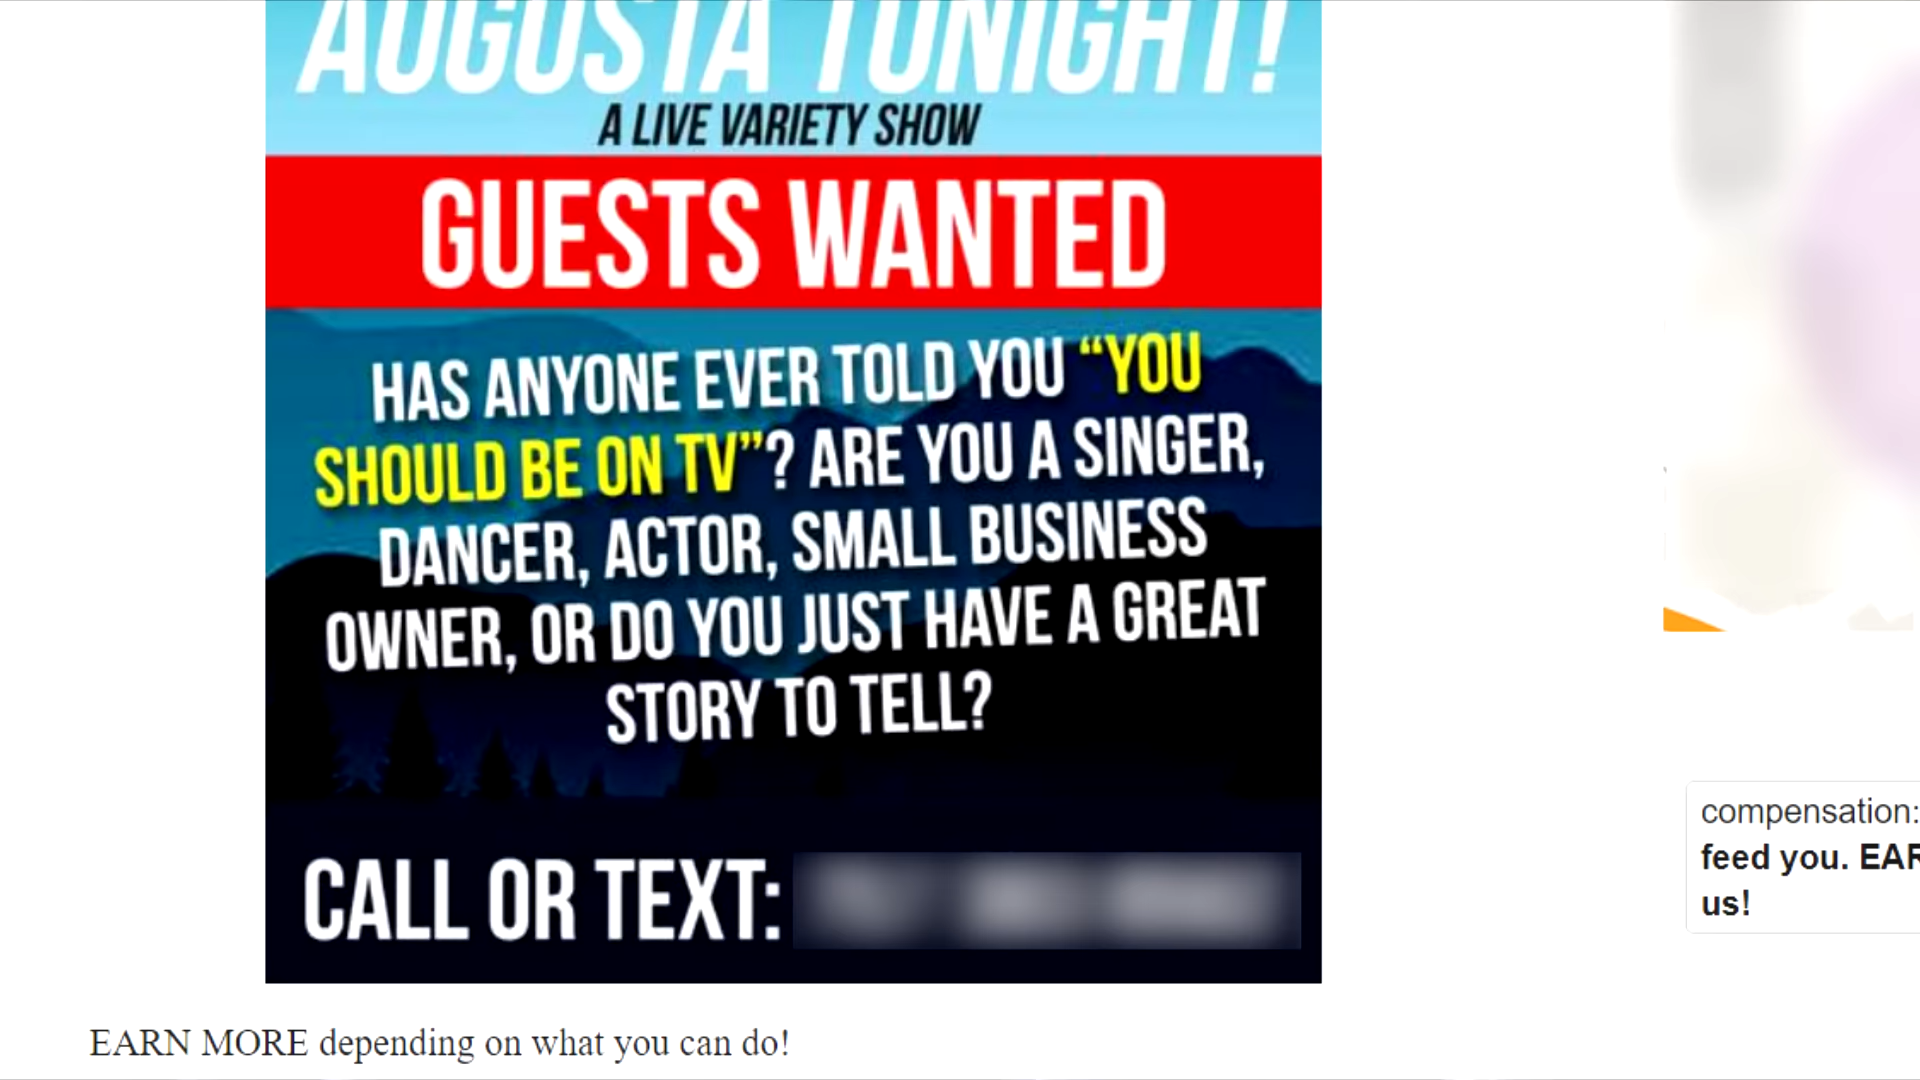 AUGUSTA TONIGHT!
A LIVE VARIETY SHOW
GUESTS WANTED
HAS ANYONE EVER TOLD YOU “YOU
SHOULD BE ON TV”? ARE YOU A SINGER,
DANCER, ACTOR, SMALL BUSINESS
OWNER, OR DO YOU JUST HAVE A GREAT
STORY TO TELL?
CALL OR TEXT:
EARN MORE depending on what you can do!
compensation:
feed you. EAR
us!